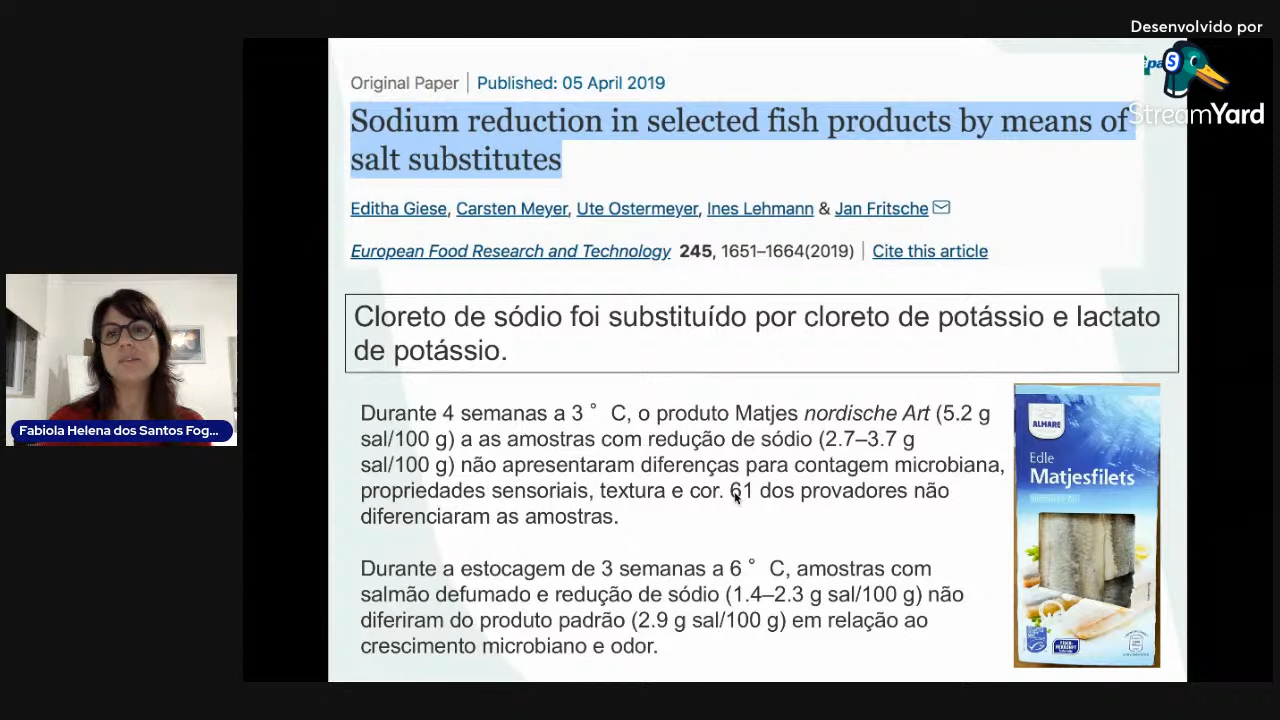 Desenvolvido por
StreamYard
Original Paper | Published: 05 April 2019
Sodium reduction in selected fish products by means of
salt substitutes
Editha Giese, Carsten Meyer, Ute Ostermeyer, Ines Lehmann & Jan Fritsche
European Food Research and Technology 245, 1651–1664(2019) | Cite this article
Cloreto de sódio foi substituído por cloreto de potássio e lactato
de potássio.
Durante 4 semanas a 3 ° C, o produto Matjes nordische Art (5.2 g
sal/100 g) a as amostras com redução de sódio (2.7–3.7 g
sal/100 g) não apresentaram diferenças para contagem microbiana,
propriedades sensoriais, textura e cor. 61 dos provadores não
diferenciaram as amostras.
Durante a estocagem de 3 semanas a 6 ° C, amostras com
salmão defumado e redução de sódio (1.4–2.3 g sal/100 g) não
diferiram do produto padrão (2.9 g sal/100 g) em relação ao
crescimento microbiano e odor.
ALMARE
Edle
Matjesfilets
Fabiola Helena dos Santos Fog...